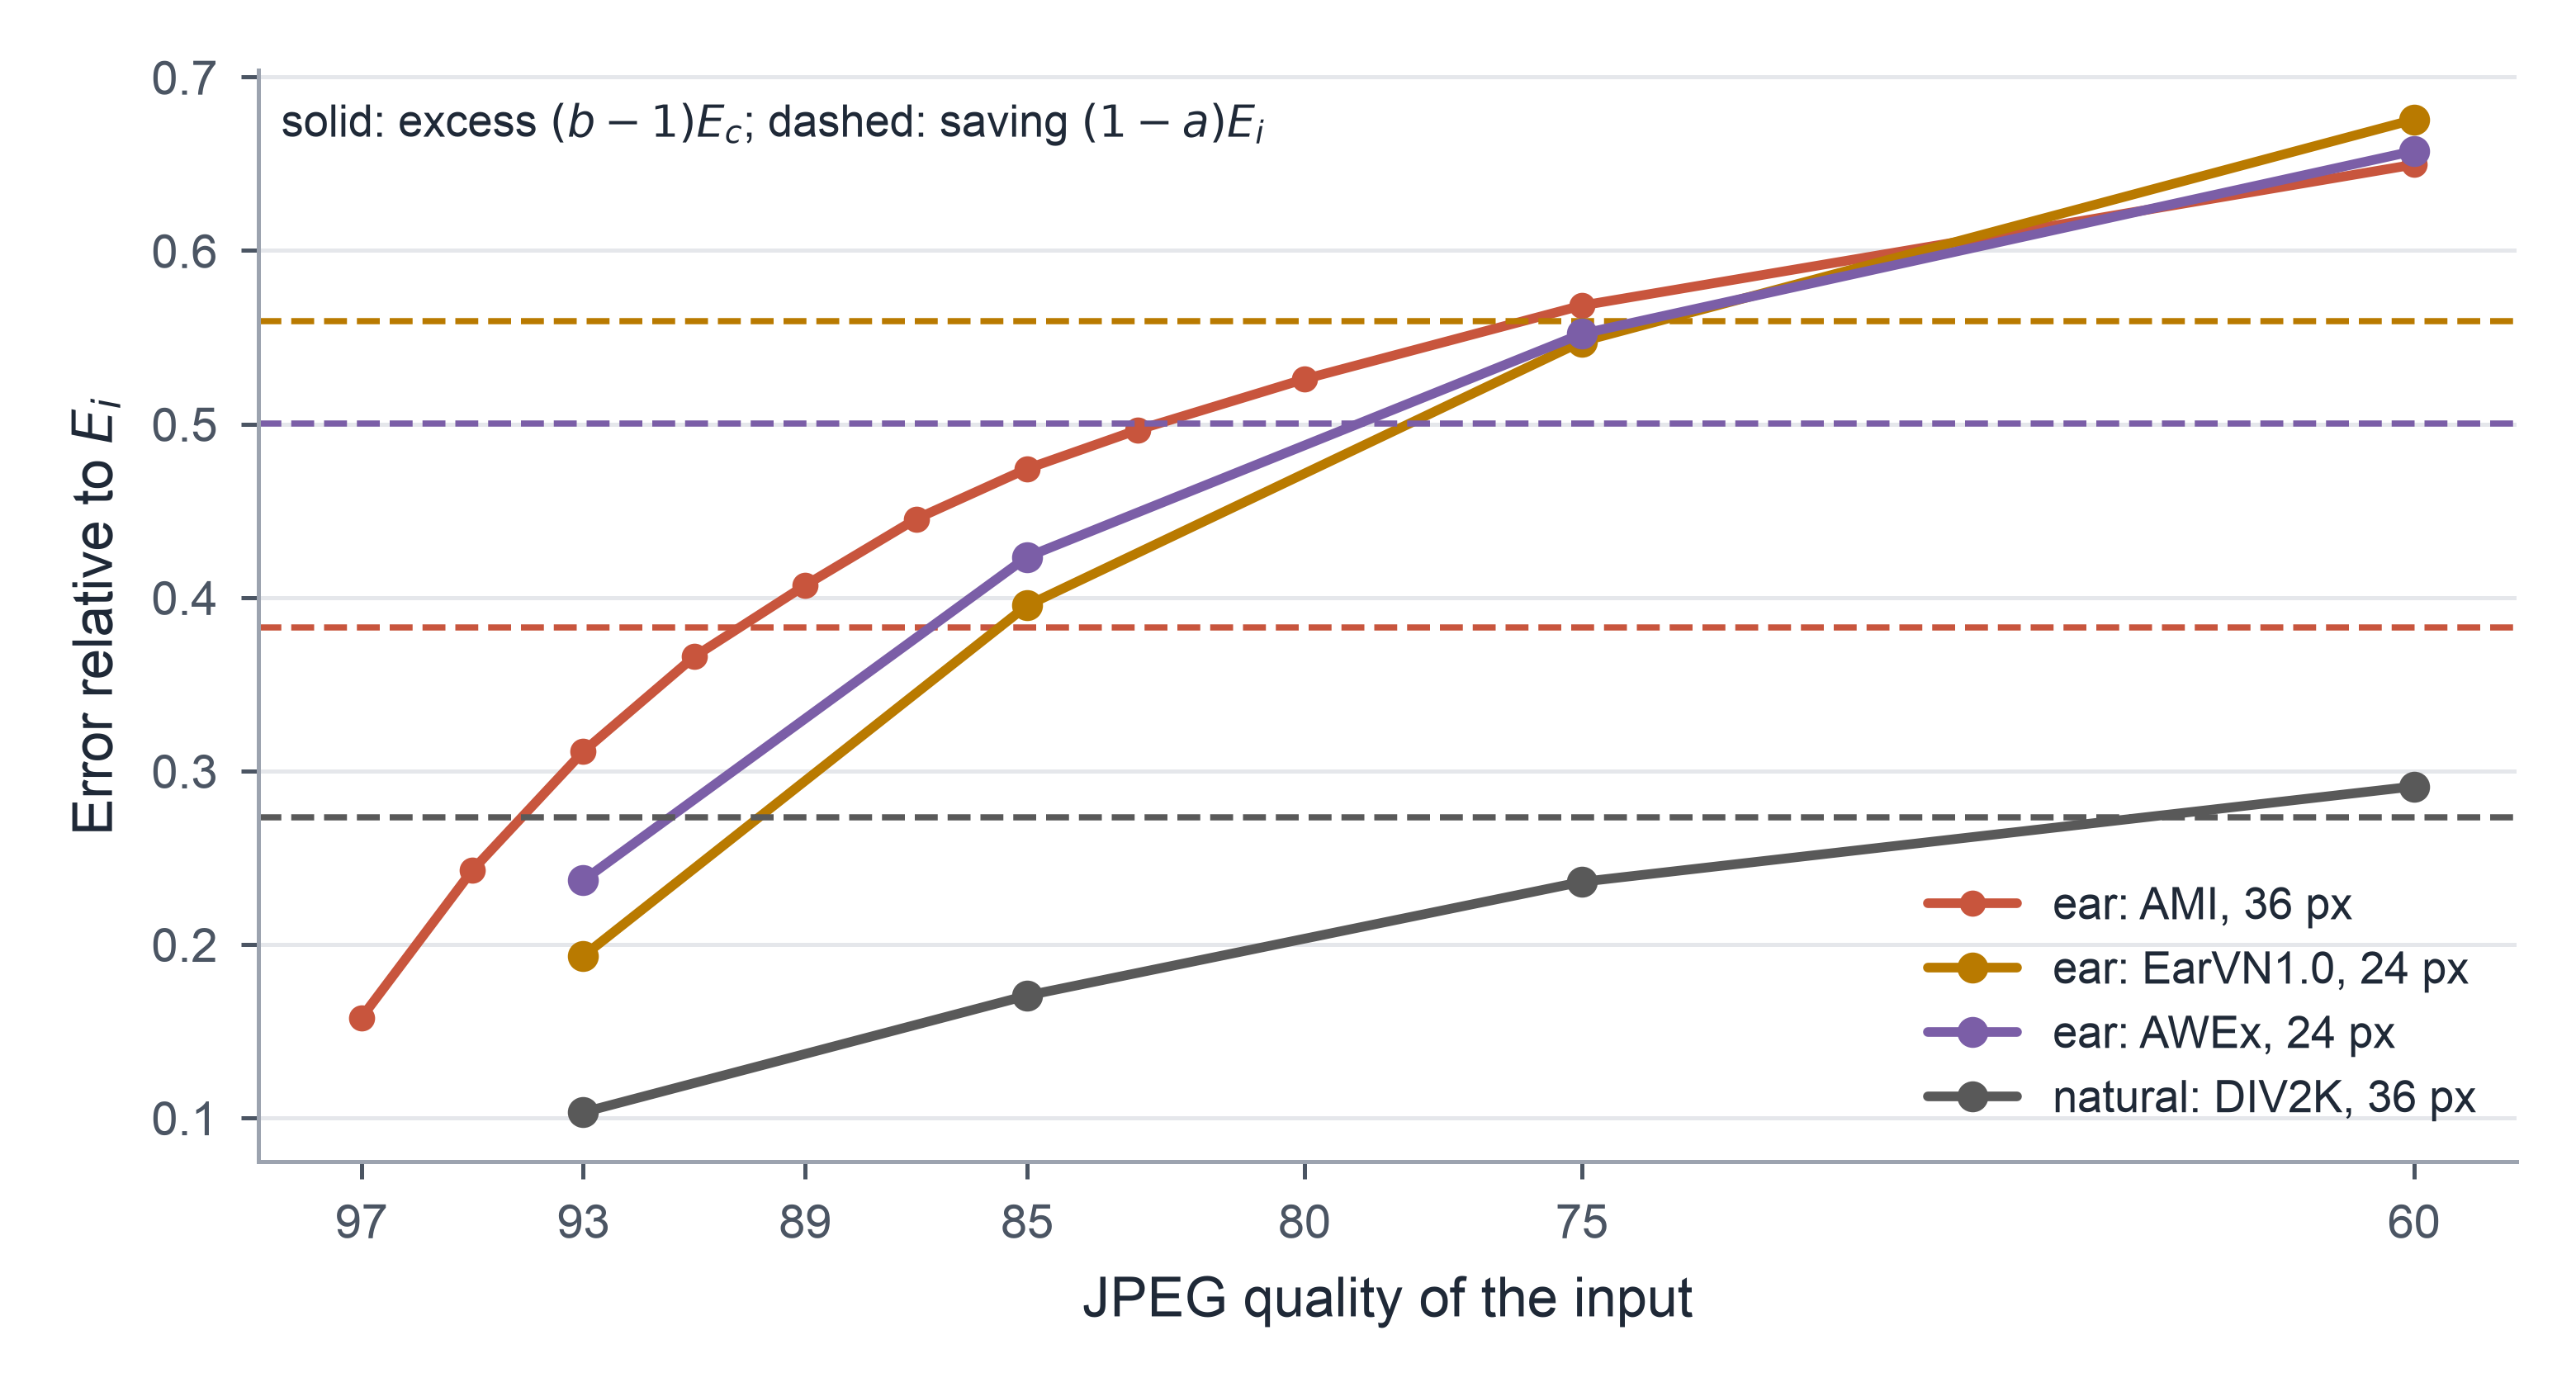 0.7
solid: excess (b − 1)E_c; dashed: saving (1 − a)E_i
0.6
0.5
0.4
0.3
0.2
0.1
Error relative to E_i
ear: AMI, 36 px
ear: EarVN1.0, 24 px
ear: AWEx, 24 px
natural: DIV2K, 36 px
97 93 89 85 80 75 60
JPEG quality of the input